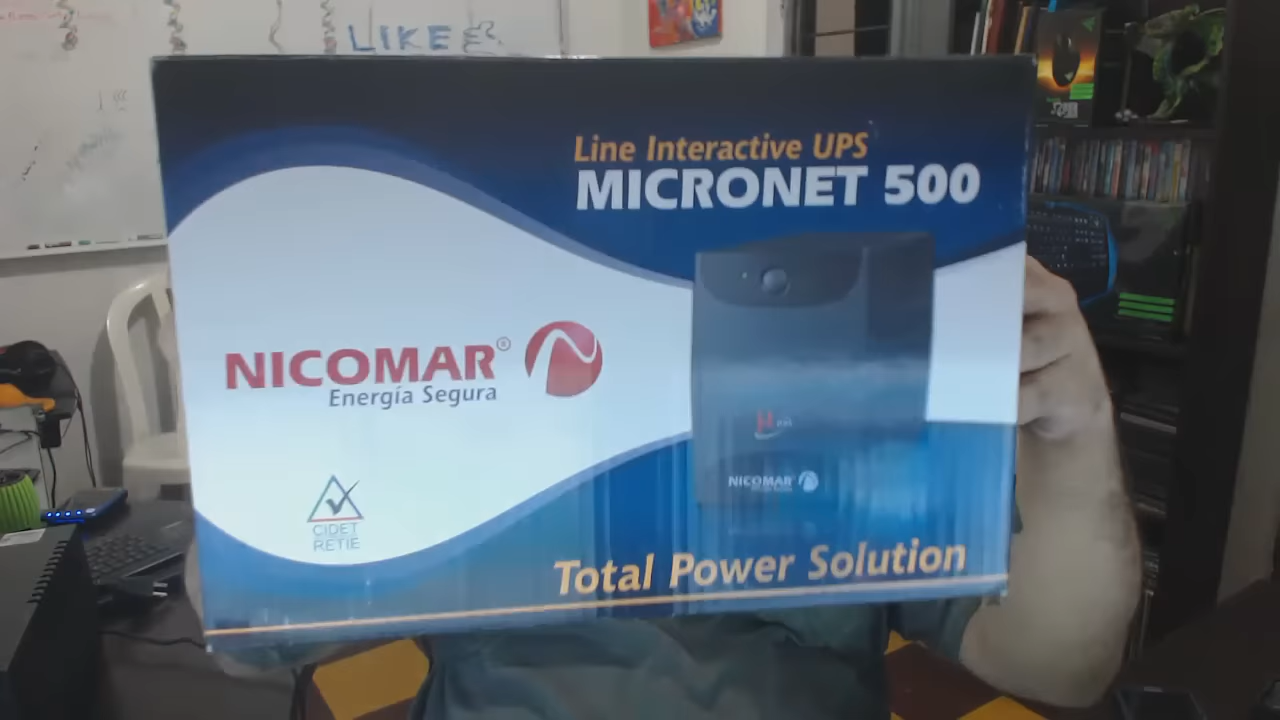 LIKE
Line Interactive UPS
MICRONET 500
NICOMAR®
Energía Segura
NICOMAR
CIDET
RETIE
Total Power Solution